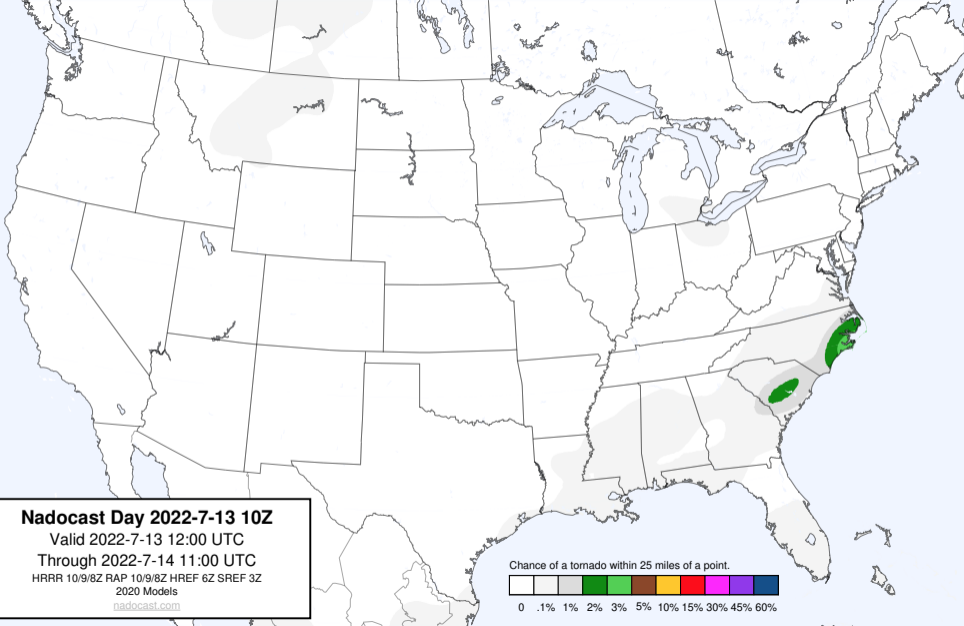 Nadocast Day 2022-7-13 10Z
Valid 2022-7-13 12:00 UTC
Through 2022-7-14 11:00 UTC
HRRR 10/9/8Z RAP 10/9/8Z HREF 6Z SREF 3Z
2020 Models
nadocast.com
Chance of a tornado within 25 miles of a point.
0 .1% 1% 2% 3% 5% 10% 15% 30% 45% 60%